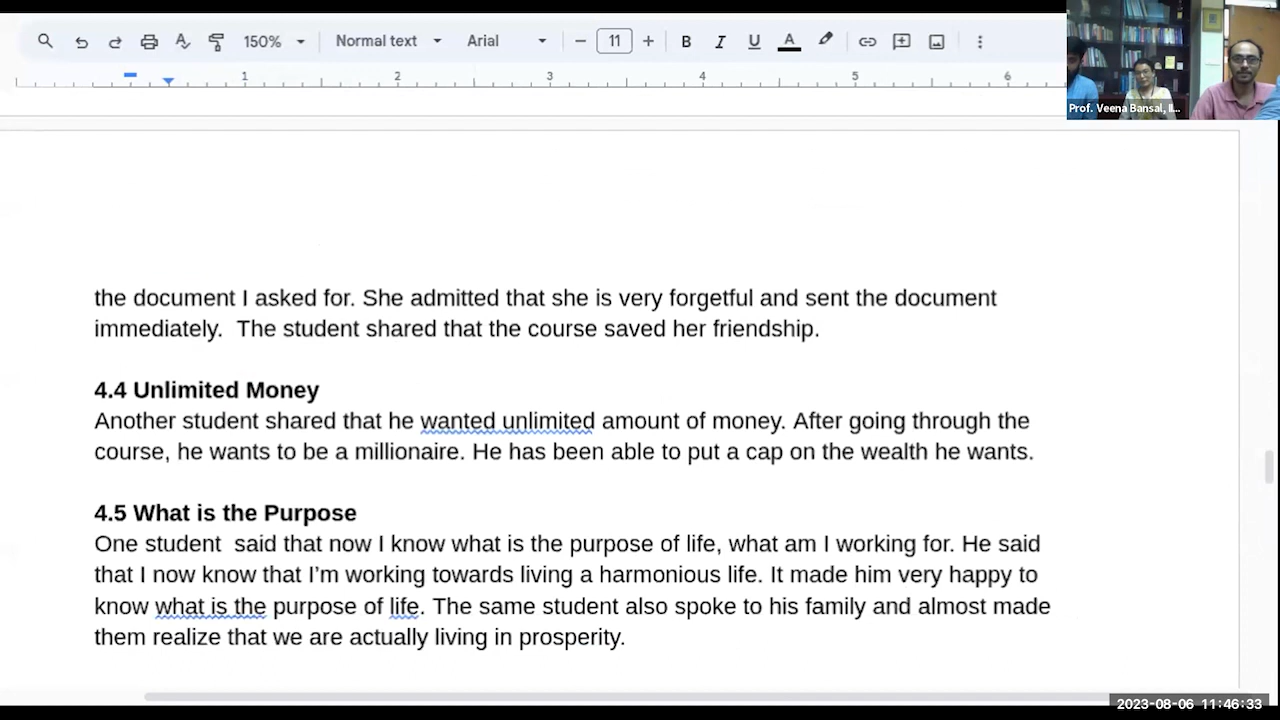 150%
Normal text
Arial
11
B
I
U
A
1
2
3
4
5
6
Prof. Veena Bansal, II...
the document I asked for. She admitted that she is very forgetful and sent the document
immediately.  The student shared that the course saved her friendship.
4.4 Unlimited Money
Another student shared that he wanted unlimited amount of money. After going through the
course, he wants to be a millionaire. He has been able to put a cap on the wealth he wants.
4.5 What is the Purpose
One student  said that now I know what is the purpose of life, what am I working for. He said
that I now know that I’m working towards living a harmonious life. It made him very happy to
know what is the purpose of life. The same student also spoke to his family and almost made
them realize that we are actually living in prosperity.
2023-08-06 11:46:33